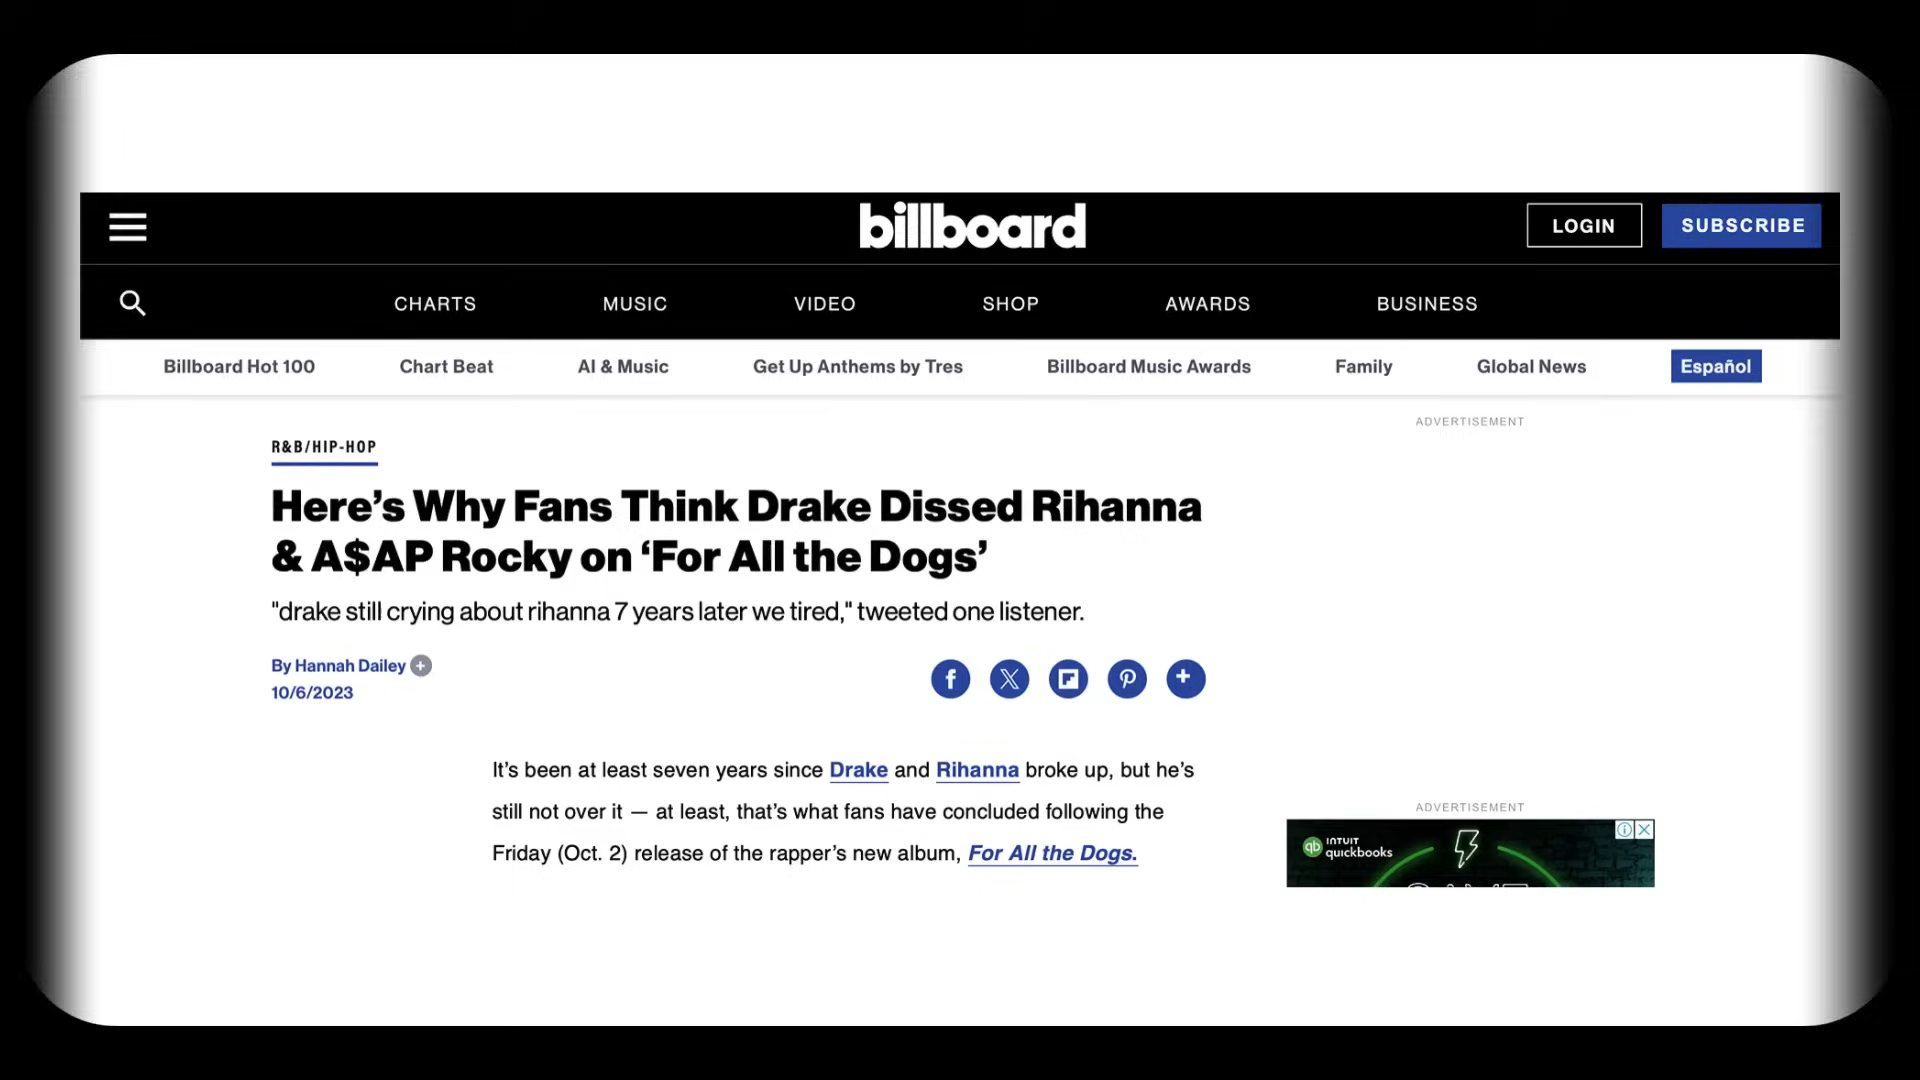 billboard
LOGIN
SUBSCRIBE
CHARTS
MUSIC
VIDEO
SHOP
AWARDS
BUSINESS
Billboard Hot 100
Chart Beat
AI & Music
Get Up Anthems by Tres
Billboard Music Awards
Family
Global News
Español
ADVERTISEMENT
R&B/HIP-HOP
Here’s Why Fans Think Drake Dissed Rihanna
& A$AP Rocky on ‘For All the Dogs’
"drake still crying about rihanna 7 years later we tired," tweeted one listener.
By Hannah Dailey
10/6/2023
It’s been at least seven years since Drake and Rihanna broke up, but he’s
still not over it — at least, that’s what fans have concluded following the
Friday (Oct. 2) release of the rapper’s new album, For All the Dogs.
ADVERTISEMENT
qb INTUIT
quickbooks